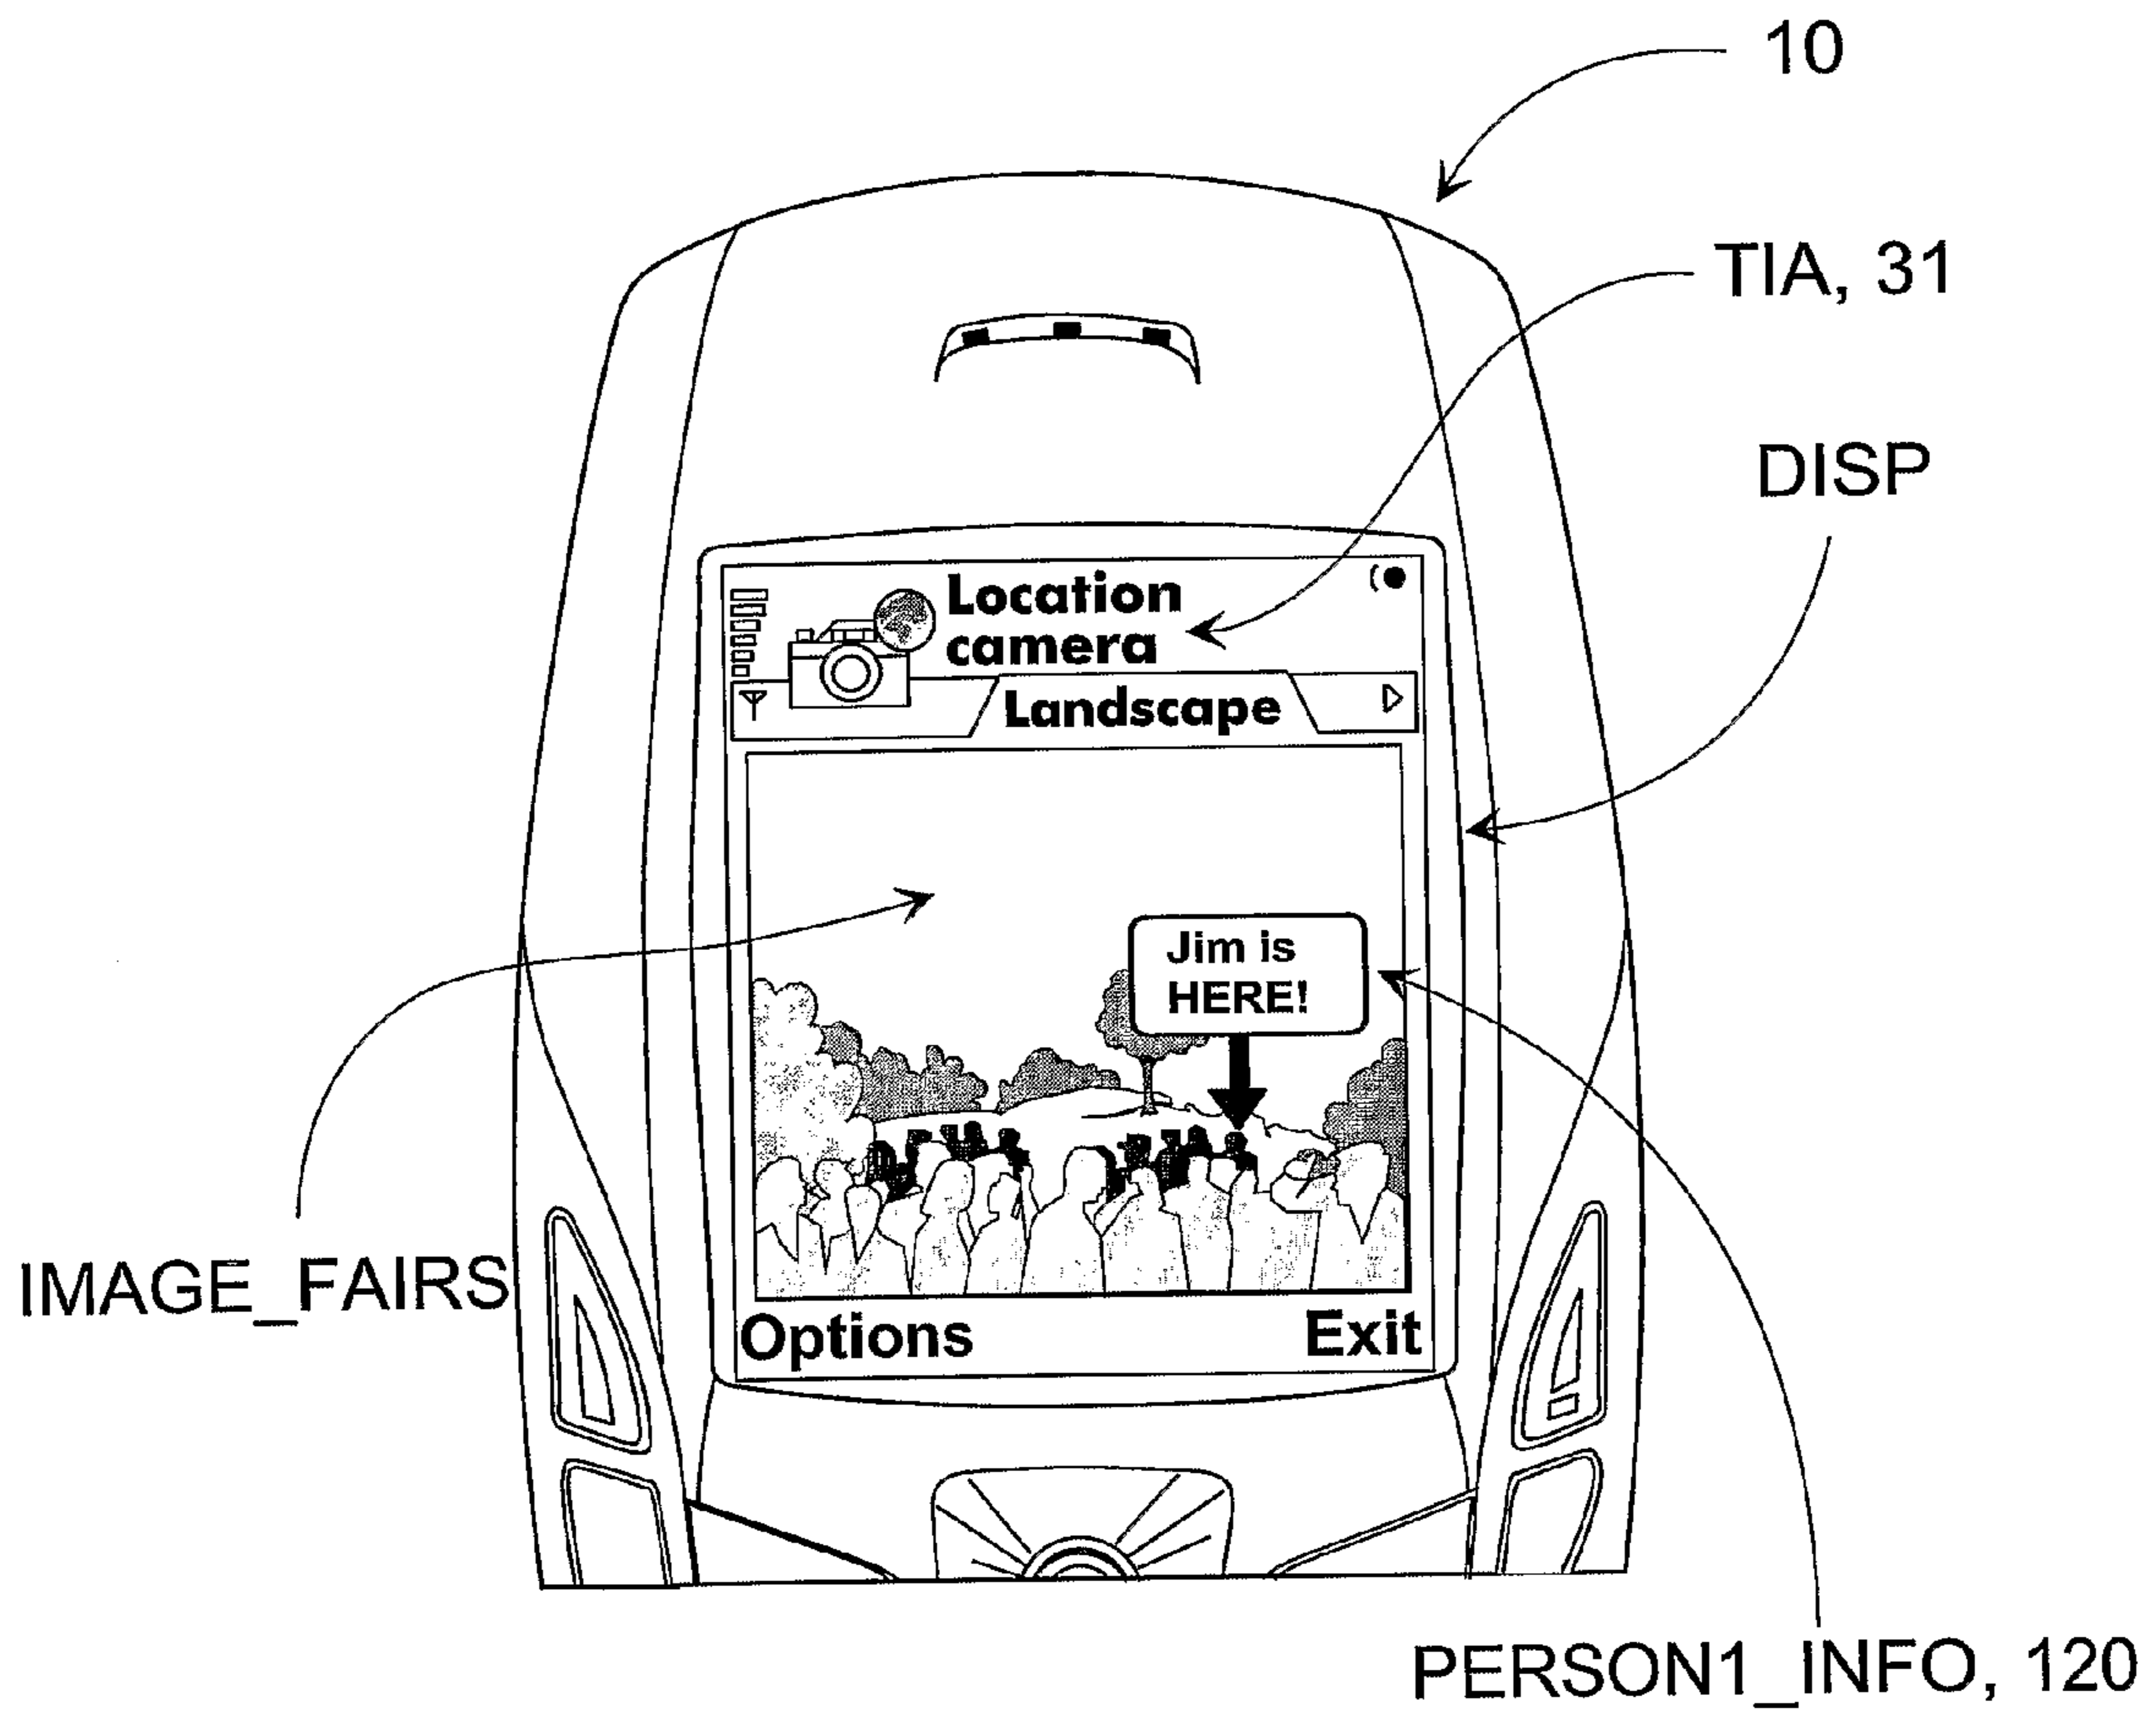 10
TIA, 31
DISP
Location
camera
Landscape
Jim is
HERE!
IMAGE_FAIRS
Options
Exit
PERSON1_INFO, 120